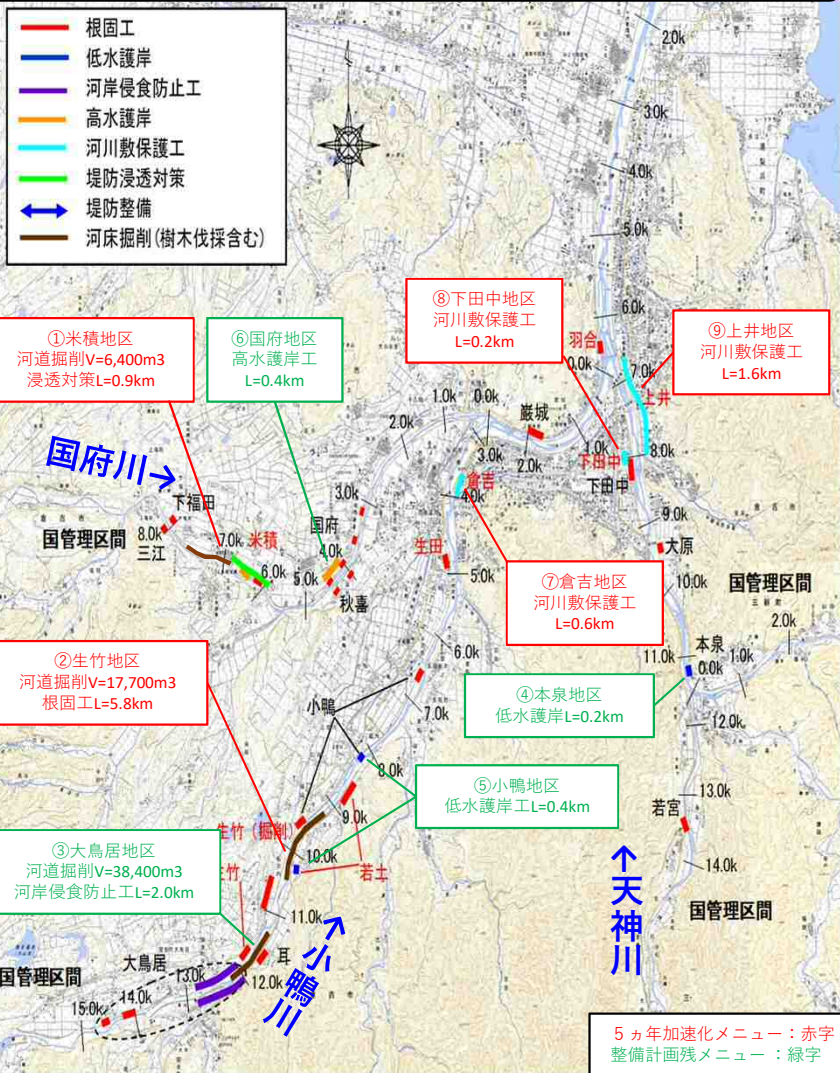 根固工
低水護岸
河岸侵食防止工
高水護岸
河川敷保護工
堤防浸透対策
堤防整備
河床掘削(樹木伐採含む)
2.0k
3.0k
4.0k
5.0k
6.0k
⑧下田中地区
河川敷保護工
L=0.2km
⑨上井地区
河川敷保護工
L=1.6km
①米積地区
河道掘削V=6,400m3
浸透対策L=0.9km
⑥国府地区
高水護岸工
L=0.4km
羽合
0.0k
7.0k
上井
1.0k
0.0k
2.0k
巌城
3.0k
2.0k
1.0k
下田中
8.0k
下田中
国府川→
倉吉
4.0k
下福田
3.0k
国府
8.0k
国管理区間
三江
7.0k
米積
6.0k
4.0k
5.0k
秋喜
生田
5.0k
9.0k
大原
10.0k
国管理区間
⑦倉吉地区
河川敷保護工
L=0.6km
2.0k
本泉
11.0k
0.0k
1.0k
6.0k
②生竹地区
河道掘削V=17,700m3
根固工L=5.8km
小鴨
7.0k
④本泉地区
低水護岸L=0.2km
12.0k
8.0k
⑤小鴨地区
低水護岸工L=0.4km
13.0k
若宮
14.0k
9.0k
生竹(掘削)
10.0k
若土
③大鳥居地区
河道掘削V=38,400m3
河岸侵食防止工L=2.0km
竹
11.0k
↑天神川
国管理区間
↑小鴨川
耳
大鳥居
国管理区間
13.0k
12.0k
14.0k
15.0k
5ヵ年加速化メニュー：赤字
整備計画残メニュー：緑字